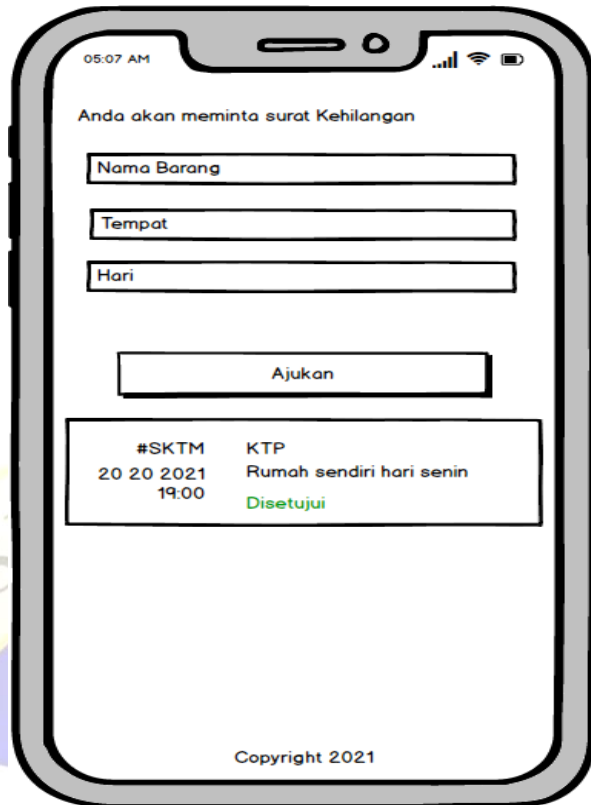 05:07 AM
Anda akan meminta surat Kehilangan
Nama Barang
Tempat
Hari
Ajukan
#SKTM KTP
20 20 2021 Rumah sendiri hari senin
19:00
Disetujui
Copyright 2021